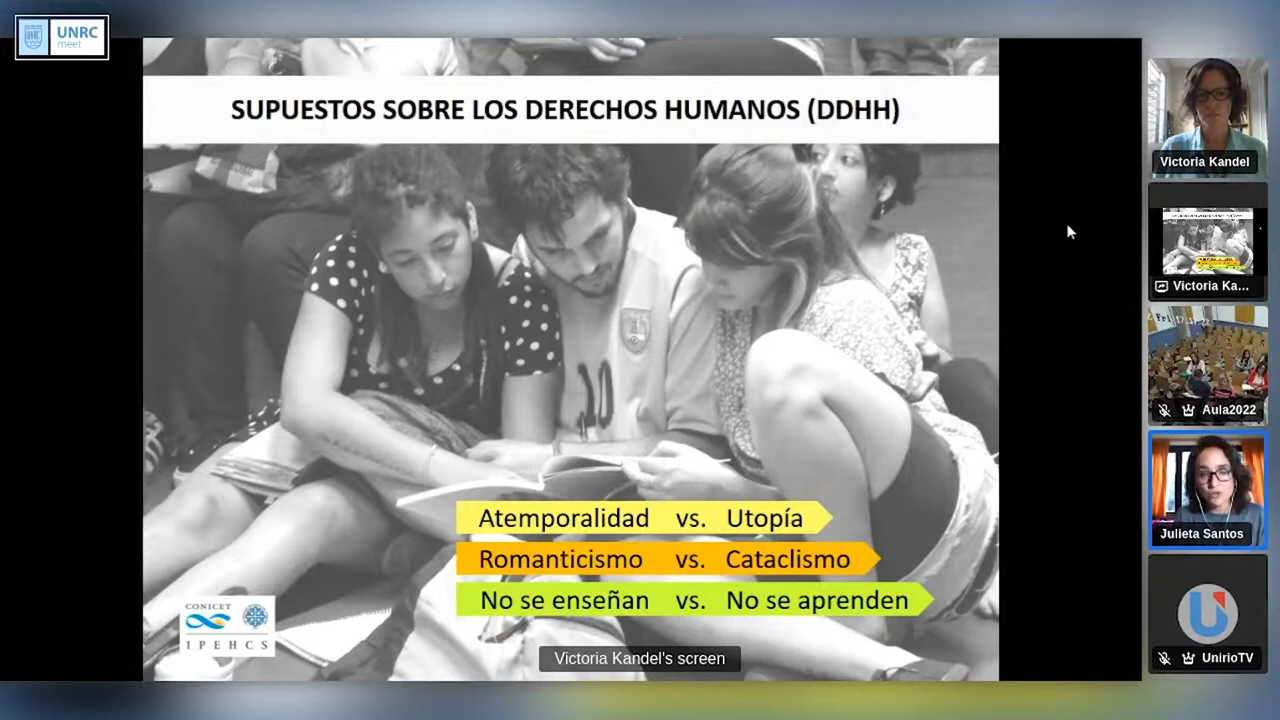 UNRC
meet
SUPUESTOS SOBRE LOS DERECHOS HUMANOS (DDHH)
10
Atemporalidad vs. Utopía
Romanticismo vs. Cataclismo
No se enseñan vs. No se aprenden
CONICET
IPEHCS
Victoria Kandel's screen
Victoria Kandel
Victoria Ka...
Aula2022
Julieta Santos
UnirioTV